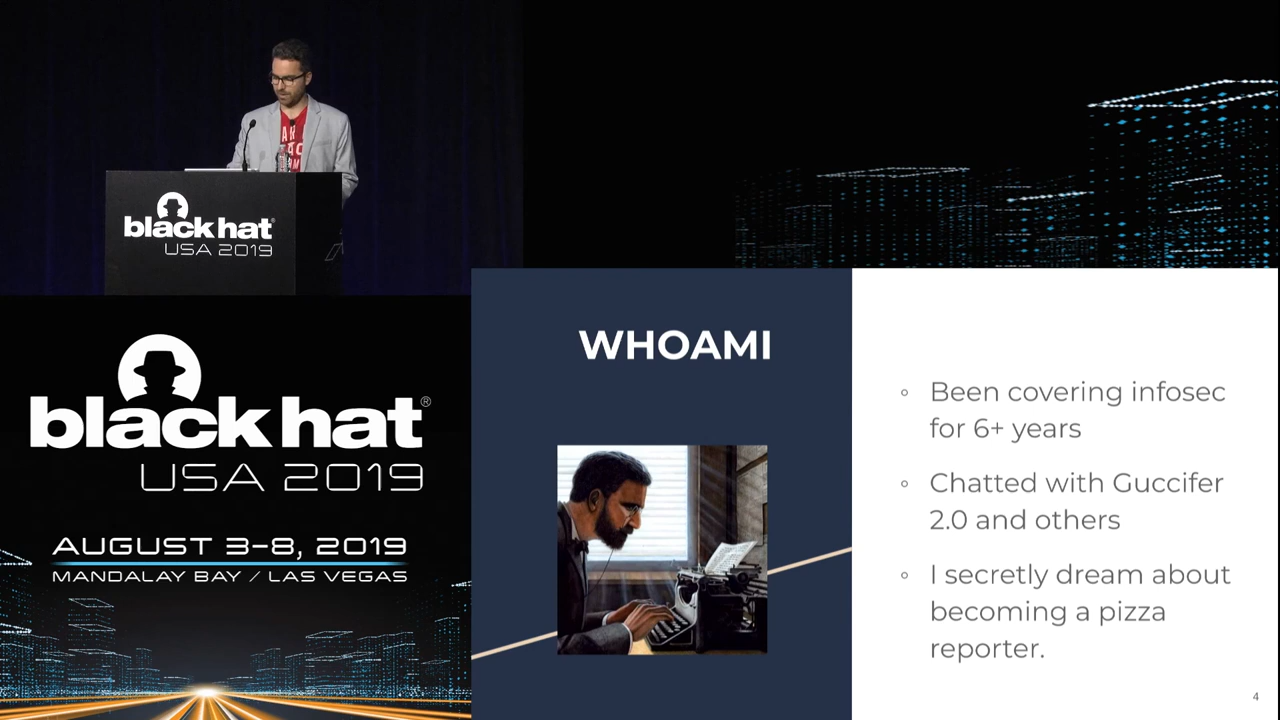 black hat®
USA 2019
black hat®
USA 2019
AUGUST 3-8, 2019
MANDALAY BAY / LAS VEGAS
WHOAMI
◦ Been covering infosec
for 6+ years
◦ Chatted with Guccifer
2.0 and others
◦ I secretly dream about
becoming a pizza
reporter.
4